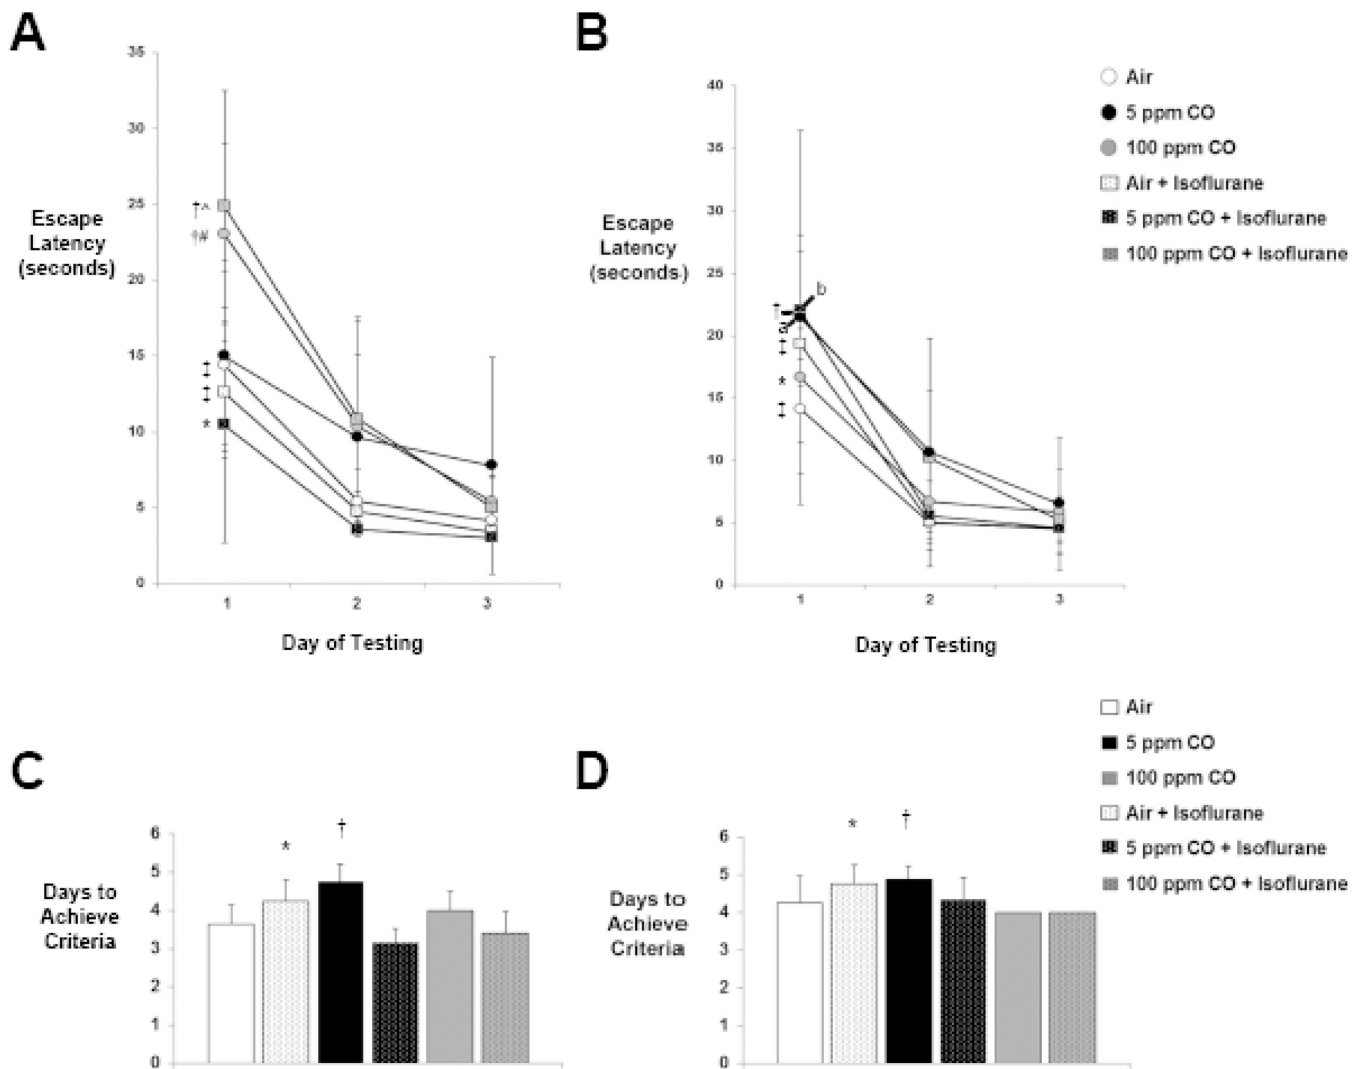 A
35
30
25
20
15
10
5
0
Escape
Latency
(seconds)
†^
†#
‡
‡
*
1
2
3
Day of Testing
B
40
35
30
25
20
15
10
5
0
Escape
Latency
(seconds)
b
†
a
‡
*
‡
1
2
3
Day of Testing
Air
5 ppm CO
100 ppm CO
Air + Isoflurane
5 ppm CO + Isoflurane
100 ppm CO + Isoflurane
C
6
5
4
3
2
1
0
Days to
Achieve
Criteria
*
†
D
6
5
4
3
2
1
0
Days to
Achieve
Criteria
*
†
Air
5 ppm CO
100 ppm CO
Air + Isoflurane
5 ppm CO + Isoflurane
100 ppm CO + Isoflurane